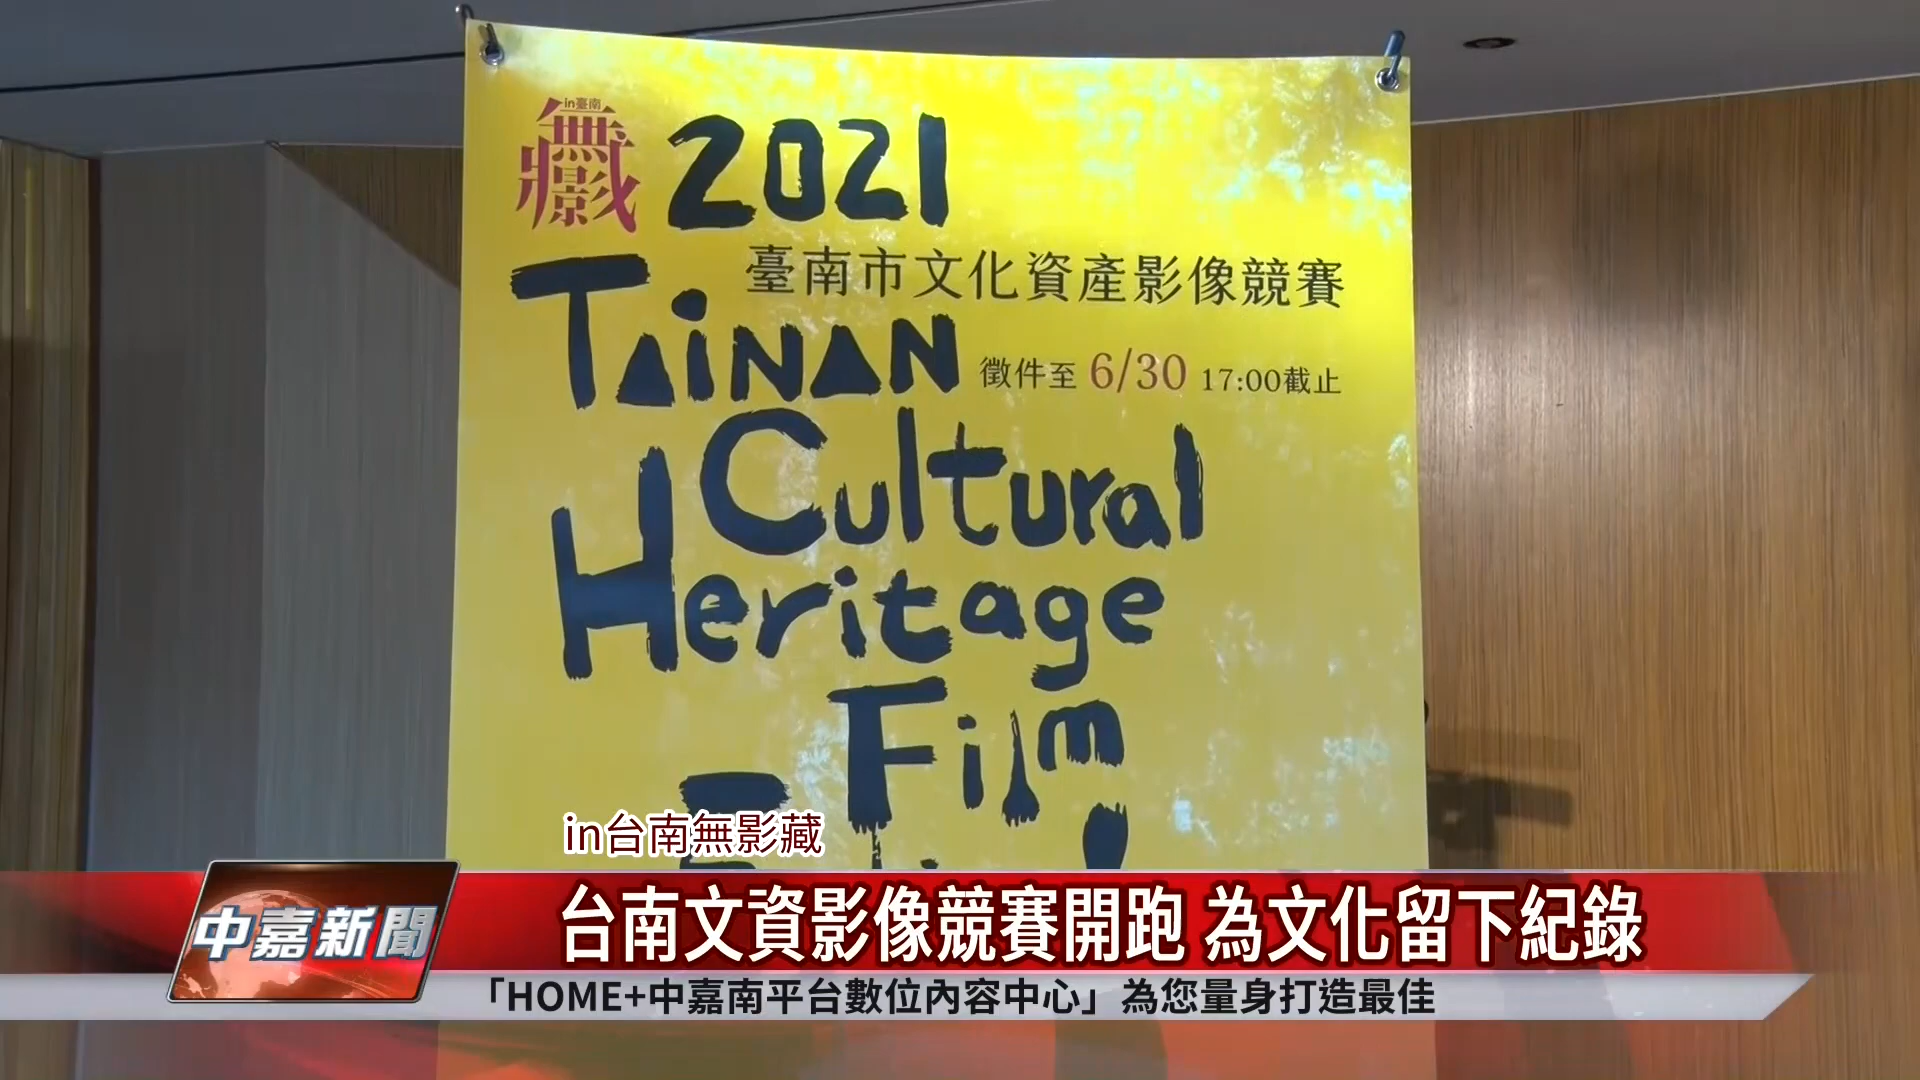 in臺南
無影藏
2021
臺南市文化資產影像競賽
TAiNAN
徵件至 6/30 17:00截止
Cultural
Heritage
Film
in台南無影藏
中嘉新聞
台南文資影像競賽開跑 為文化留下紀錄
「HOME+中嘉南平台數位內容中心」為您量身打造最佳